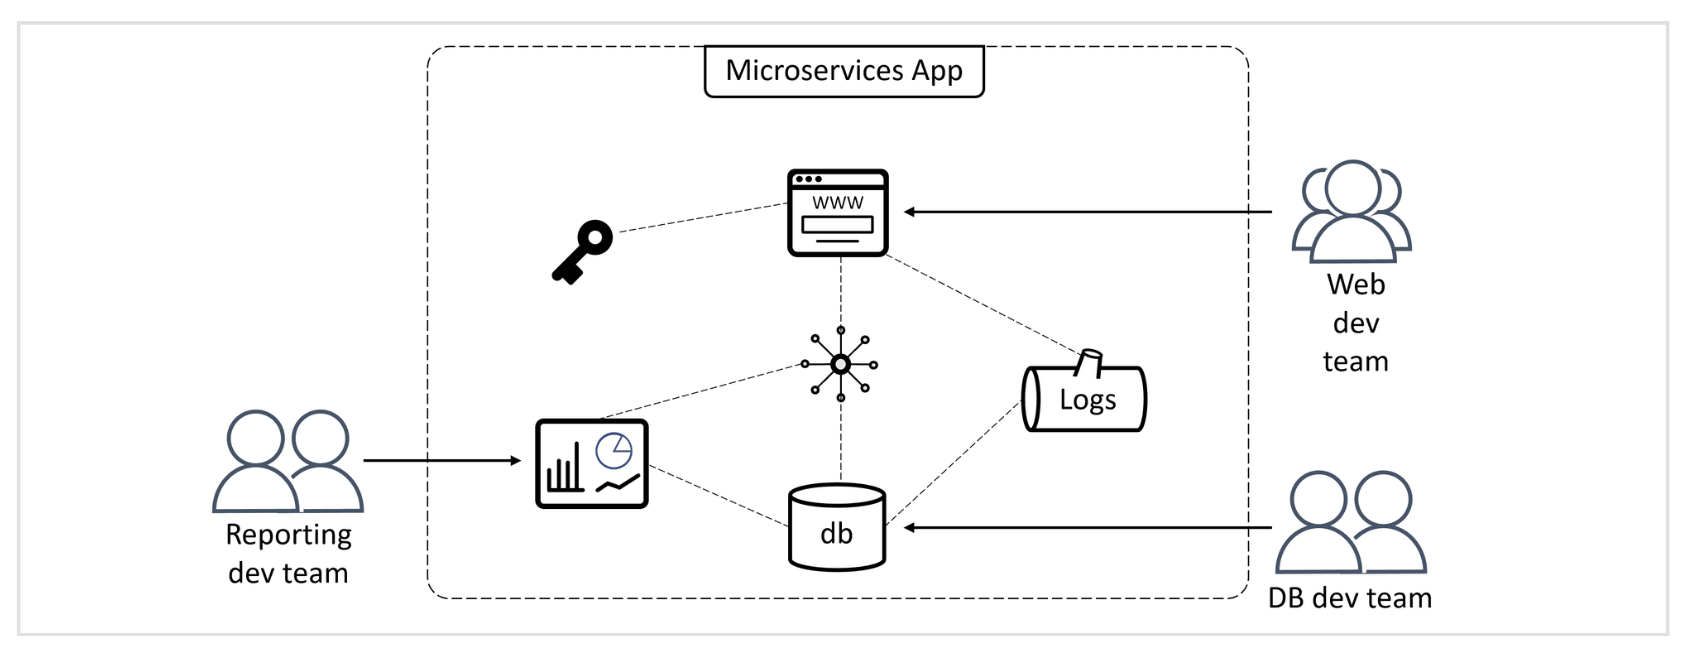 Microservices App
WWW
Web
dev
team
Logs
Reporting
dev team
db
DB dev team